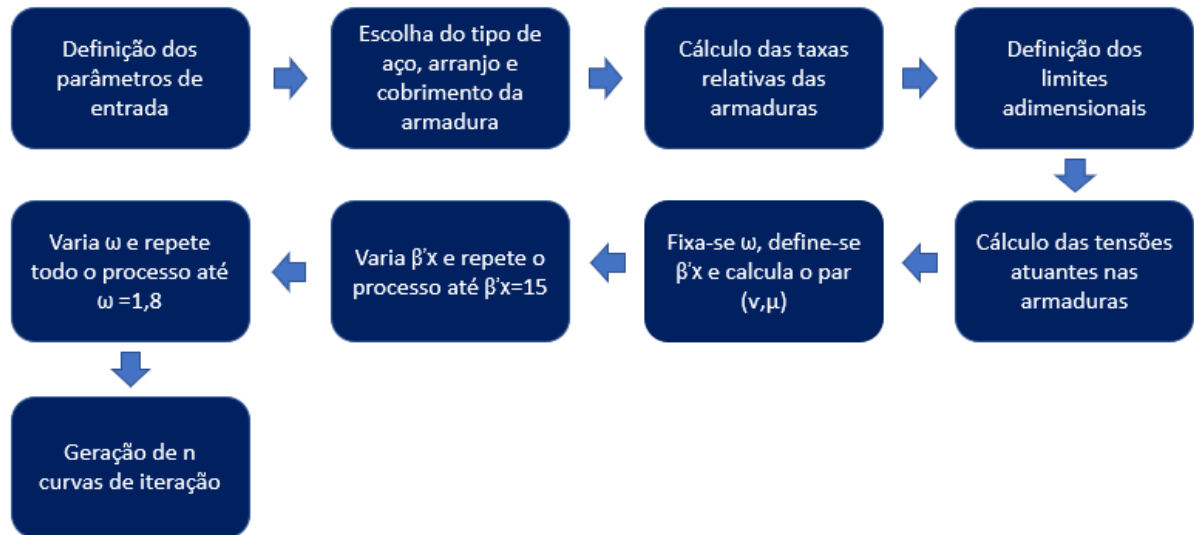 Definição dos
parâmetros de
entrada
Escolha do tipo de
aço, arranjo e
cobrimento da
armadura
Cálculo das taxas
relativas das
armaduras
Definição dos
limites
adimensionais
Cálculo das tensões
atuantes nas
armaduras
Fixa-se ω, define-se
β'x e calcula o par
(v,μ)
Varia β'x e repete o
processo até β'x=15
Varia ω e repete
todo o processo até
ω =1,8
Geração de n
curvas de iteração